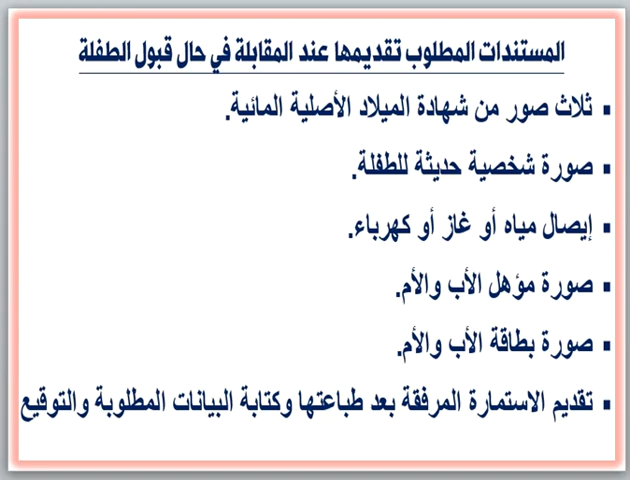 المستندات المطلوب تقديمها عند المقابلة في حال قبول الطفلة
▪ ثلاث صور من شهادة الميلاد الأصلية المائية.
▪ صورة شخصية حديثة للطفلة.
▪ إيصال مياه أو غاز أو كهرباء.
▪ صورة مؤهل الأب والأم.
▪ صورة بطاقة الأب والأم.
▪ تقديم الاستمارة المرفقة بعد طباعتها وكتابة البيانات المطلوبة والتوقيع